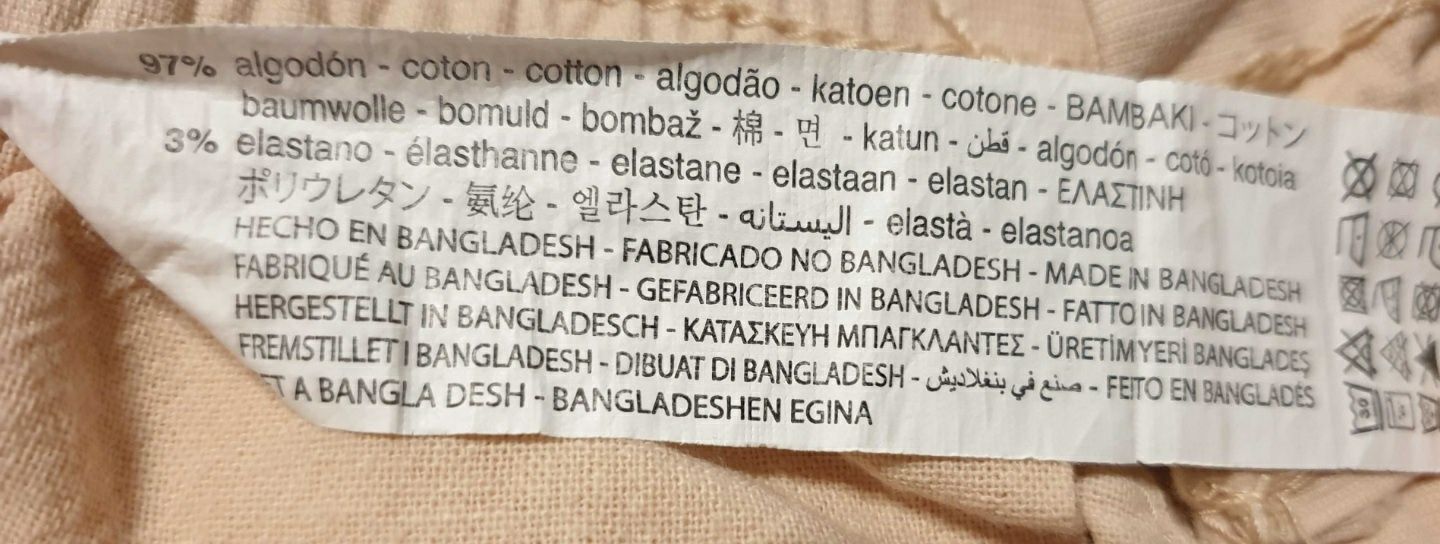 97% algodón - coton - cotton - algodão - katoen - cotone - BAMBAKI - コットン
baumwolle - bomuld - bombaž - 棉 - 면 - katun - قطن - algodón - cotó - kotoia
3% elastano - élasthanne - elastane - elastaan - elastan - ΕΛΑΣΤΙΝΗ
ポリウレタン - 氨纶 - 엘라스탄 - اليستانه - elastà - elastanoa
HECHO EN BANGLADESH - FABRICADO NO BANGLADESH - MADE IN BANGLADESH
FABRIQUÉ AU BANGLADESH - GEFABRICEERD IN BANGLADESH - FATTO IN BANGLADESH
HERGESTELLT IN BANGLADESCH - ΚΑΤΑΣΚΕΥΗ ΜΠΑΓΚΛΑΝΤΕΣ - ÜRETİM YERİ BANGLADEŞ
FREMSTILLET I BANGLADESH - DIBUAT DI BANGLADESH - صنع في بنغلاديش - FEITO EN BANGLADÉS
A BANGLA DESH - BANGLADESHEN EGINA